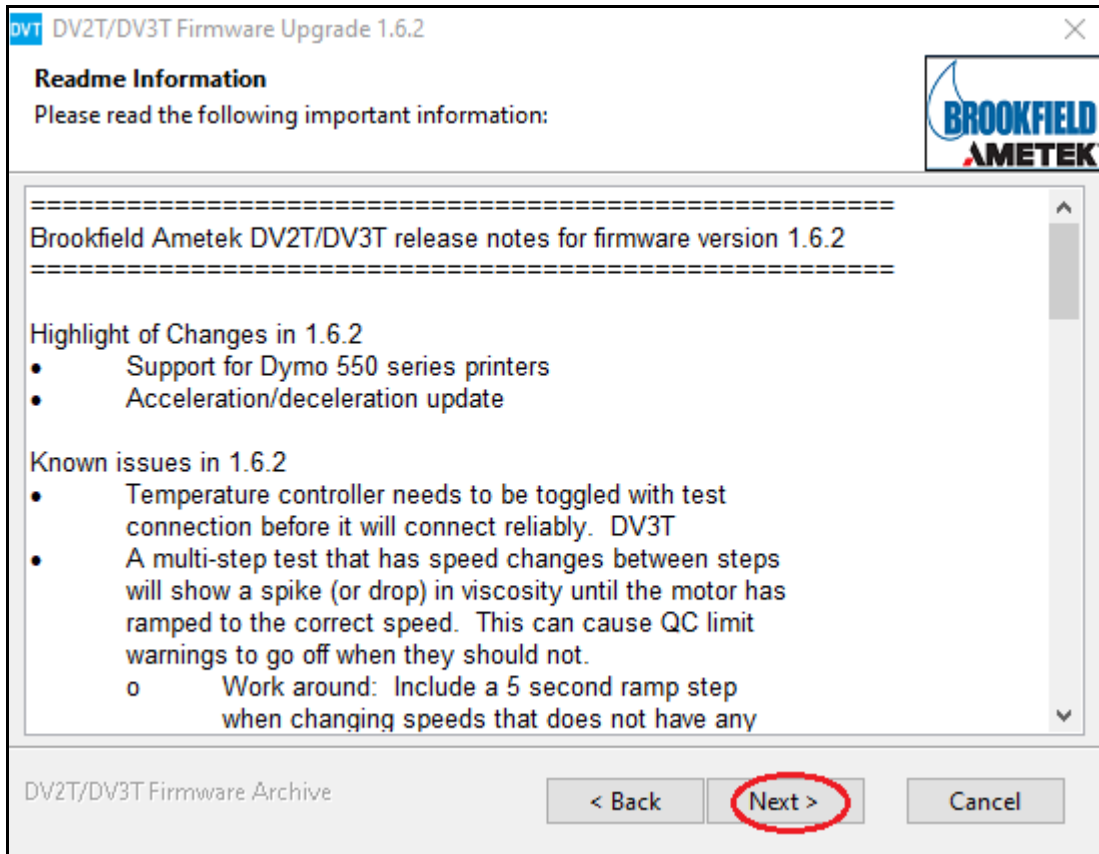 DVT DV2T/DV3T Firmware Upgrade 1.6.2
Readme Information
Please read the following important information:
BROOKFIELD
AMETEK
======================================================
Brookfield Ametek DV2T/DV3T release notes for firmware version 1.6.2
======================================================
Highlight of Changes in 1.6.2
• Support for Dymo 550 series printers
• Acceleration/deceleration update
Known issues in 1.6.2
• Temperature controller needs to be toggled with test
connection before it will connect reliably.  DV3T
• A multi-step test that has speed changes between steps
will show a spike (or drop) in viscosity until the motor has
ramped to the correct speed.  This can cause QC limit
warnings to go off when they should not.
o Work around:  Include a 5 second ramp step
when changing speeds that does not have any
DV2T/DV3T Firmware Archive
< Back Next > Cancel